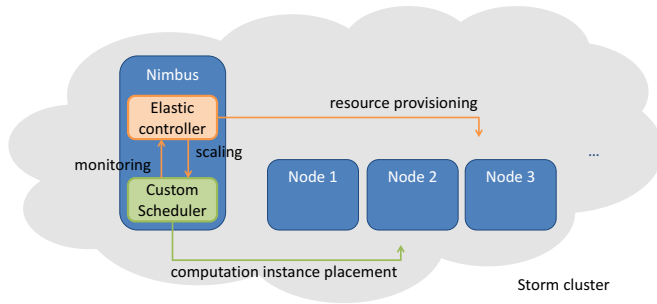 Nimbus
Elastic
controller
resource provisioning
monitoring
scaling
...
Custom
Scheduler
Node 1
Node 2
Node 3
computation instance placement
Storm cluster